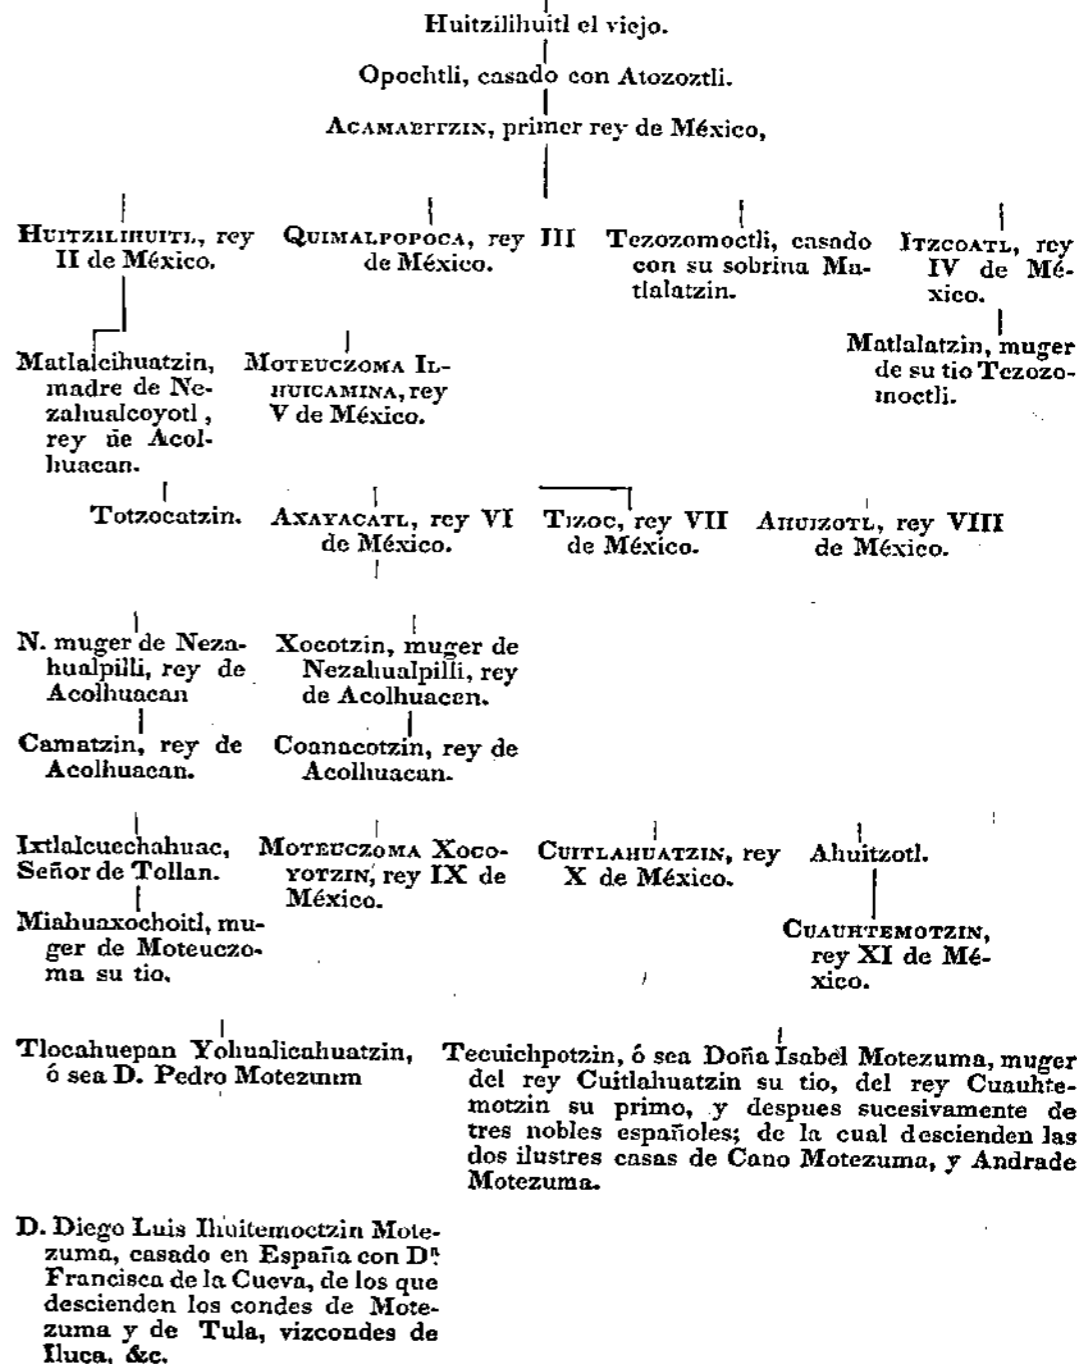 Huitzilihuitl el viejo.
Opochtli, casado con Atozoztli.
ACAMAPITZIN, primer rey de México,
HUITZILIHUITL, rey
II de México.
QUIMALPOPOCA, rey III
de México.
Tezozomoctli, casado
con su sobrina Ma-
tlalatzin.
ITZCOATL, rey
IV de Mé-
xico.
Matlalcihuatzin,
madre de Ne-
zahualcoyotl,
rey de Acol-
huacan.
MOTEUCZOMA IL-
HUICAMINA, rey
V de México.
Matlalatzin, muger
de su tio Tezozo-
moctli.
Totzocatzin.
AXAYACATL, rey VI
de México.
TIZOC, rey VII
de México.
AHUIZOTL, rey VIII
de México.
N. muger de Neza-
hualpilli, rey de
Acolhuacan
Xocotzin, muger de
Nezahualpilli, rey
de Acolhuacan.
Camatzin, rey de
Acolhuacan.
Coanacotzin, rey de
Acolhuacan.
Ixtlalcuechahuac,
Señor de Tollan.
MOTEUCZOMA XOCO-
YOTZIN, rey IX de
México.
CUITLAHUATZIN, rey
X de México.
Ahuitzotl.
Miahuaxochoitl, mu-
ger de Moteuczo-
ma su tio.
CUAUHTEMOTZIN,
rey XI de Mé-
xico.
Tlocahuepan Yohualicahuatzin,
ó sea D. Pedro Motezuma
Tecuichpotzin, ó sea Doña Isabel Motezuma, muger
del rey Cuitlahuatzin su tio, del rey Cuauhte-
motzin su primo, y despues sucesivamente de
tres nobles españoles; de la cual descienden las
dos ilustres casas de Cano Motezuma, y Andrade
Motezuma.
D. Diego Luis Ihuitemoctzin Mote-
zuma, casado en España con Dª
Francisca de la Cueva, de los que
descienden los condes de Mote-
zuma y de Tula, vizcondes de
Iluca, &c.